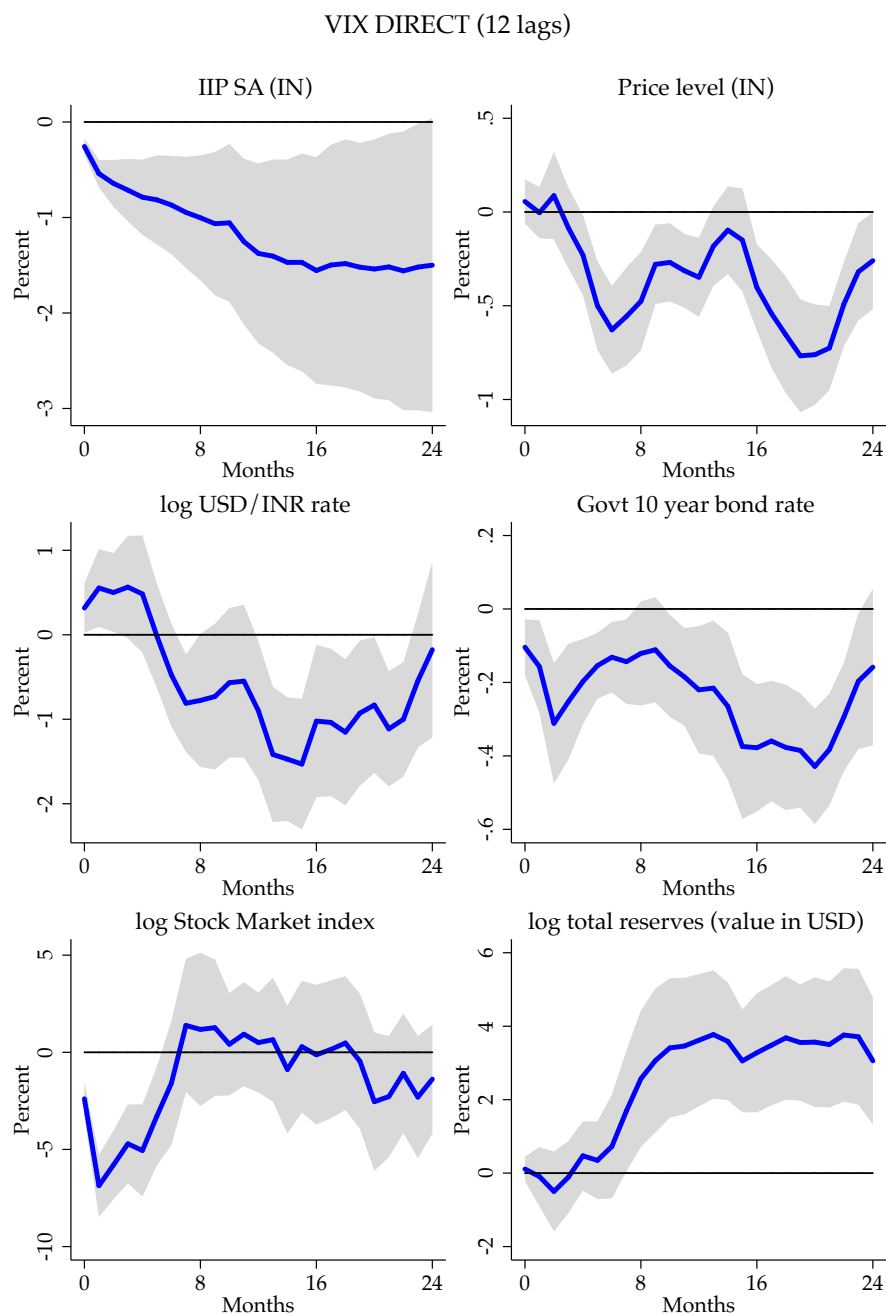 VIX DIRECT (12 lags)
IIP SA (IN)
Percent
0
-1
-2
-3
0 8 16 24
Months
Price level (IN)
Percent
.5
0
-.5
-1
0 8 16 24
Months
log USD/INR rate
Percent
1
0
-1
-2
0 8 16 24
Months
Govt 10 year bond rate
Percent
.2
0
-.2
-.4
-.6
0 8 16 24
Months
log Stock Market index
Percent
5
0
-5
-10
0 8 16 24
Months
log total reserves (value in USD)
Percent
6
4
2
0
-2
0 8 16 24
Months